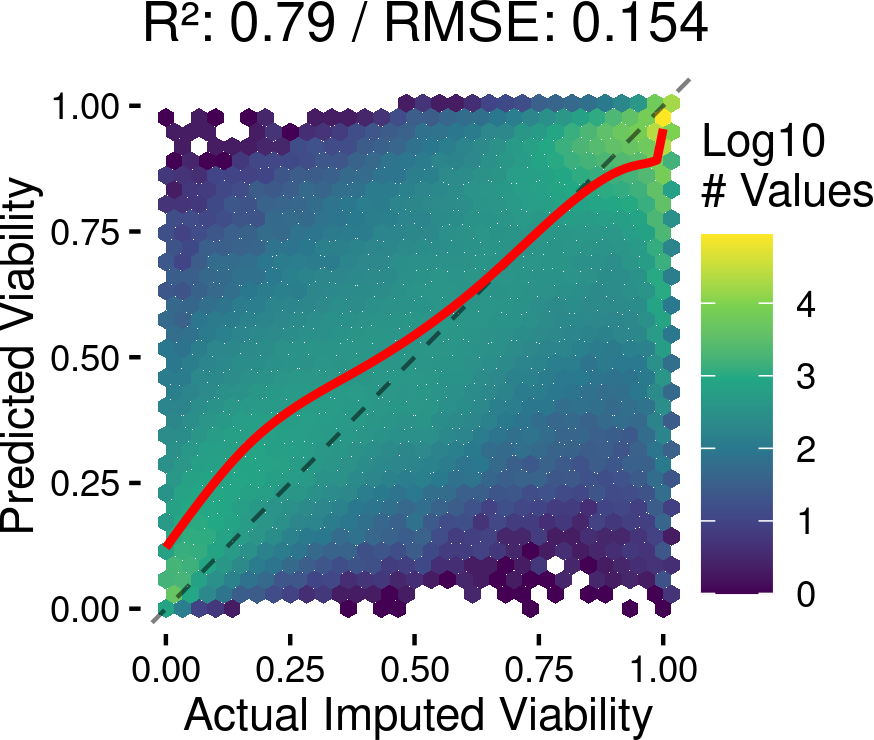 R²: 0.79 / RMSE: 0.154
Predicted Viability
1.00
0.75
0.50
0.25
0.00
0.00 0.25 0.50 0.75 1.00
Actual Imputed Viability
Log10
# Values
4
3
2
1
0